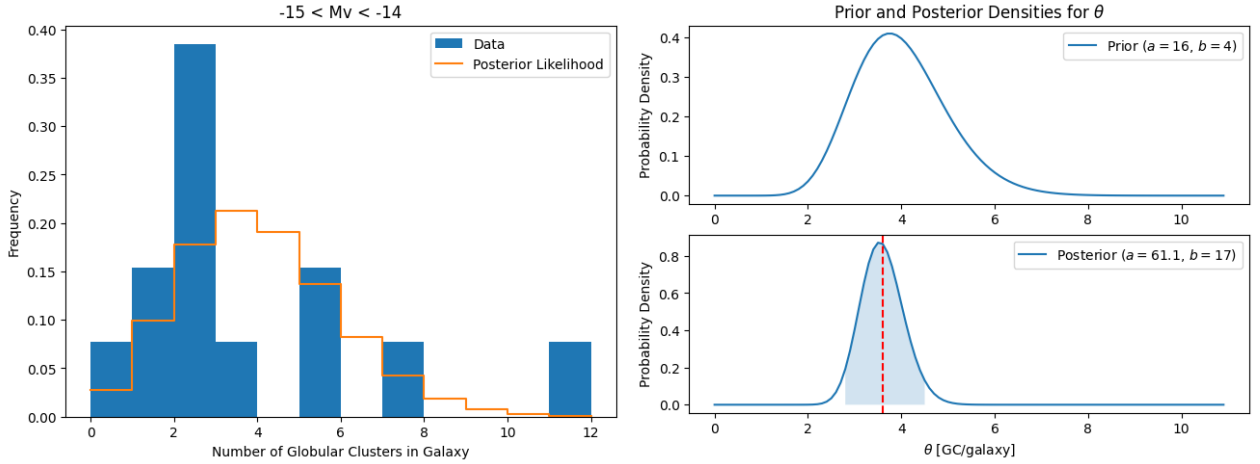 -15 < Mv < -14
Data
Posterior Likelihood
0.40
0.35
0.30
0.25
0.20
0.15
0.10
0.05
0.00
Frequency
0 2 4 6 8 10 12
Number of Globular Clusters in Galaxy
Prior and Posterior Densities for θ
Prior (a = 16, b = 4)
0.4
0.3
0.2
0.1
0.0
Probability Density
0 2 4 6 8 10
Posterior (a = 61.1, b = 17)
0.8
0.6
0.4
0.2
0.0
Probability Density
0 2 4 6 8 10
θ [GC/galaxy]